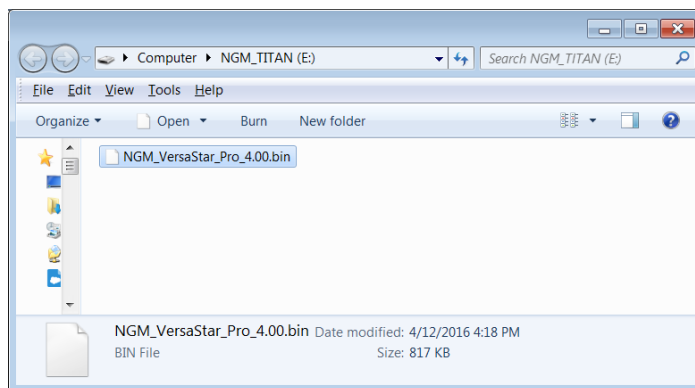 Computer NGM_TITAN (E:) Search NGM_TITAN (E:)
File Edit View Tools Help
Organize Open Burn New folder
NGM_VersaStar_Pro_4.00.bin
NGM_VersaStar_Pro_4.00.bin Date modified: 4/12/2016 4:18 PM
BIN File Size: 817 KB